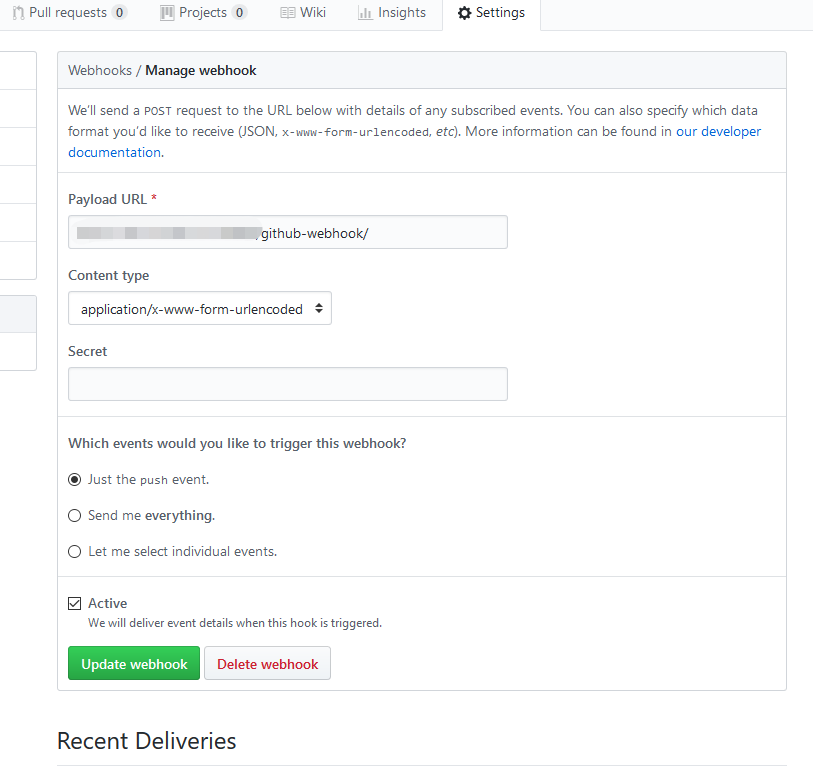 Pull requests 0 Projects 0 Wiki Insights Settings
Webhooks / Manage webhook
We'll send a POST request to the URL below with details of any subscribed events. You can also specify which data
format you'd like to receive (JSON, x-www-form-urlencoded, etc). More information can be found in our developer
documentation.
Payload URL *
/github-webhook/
Content type
application/x-www-form-urlencoded
Secret
Which events would you like to trigger this webhook?
Just the push event.
Send me everything.
Let me select individual events.
Active
We will deliver event details when this hook is triggered.
Update webhook Delete webhook
Recent Deliveries